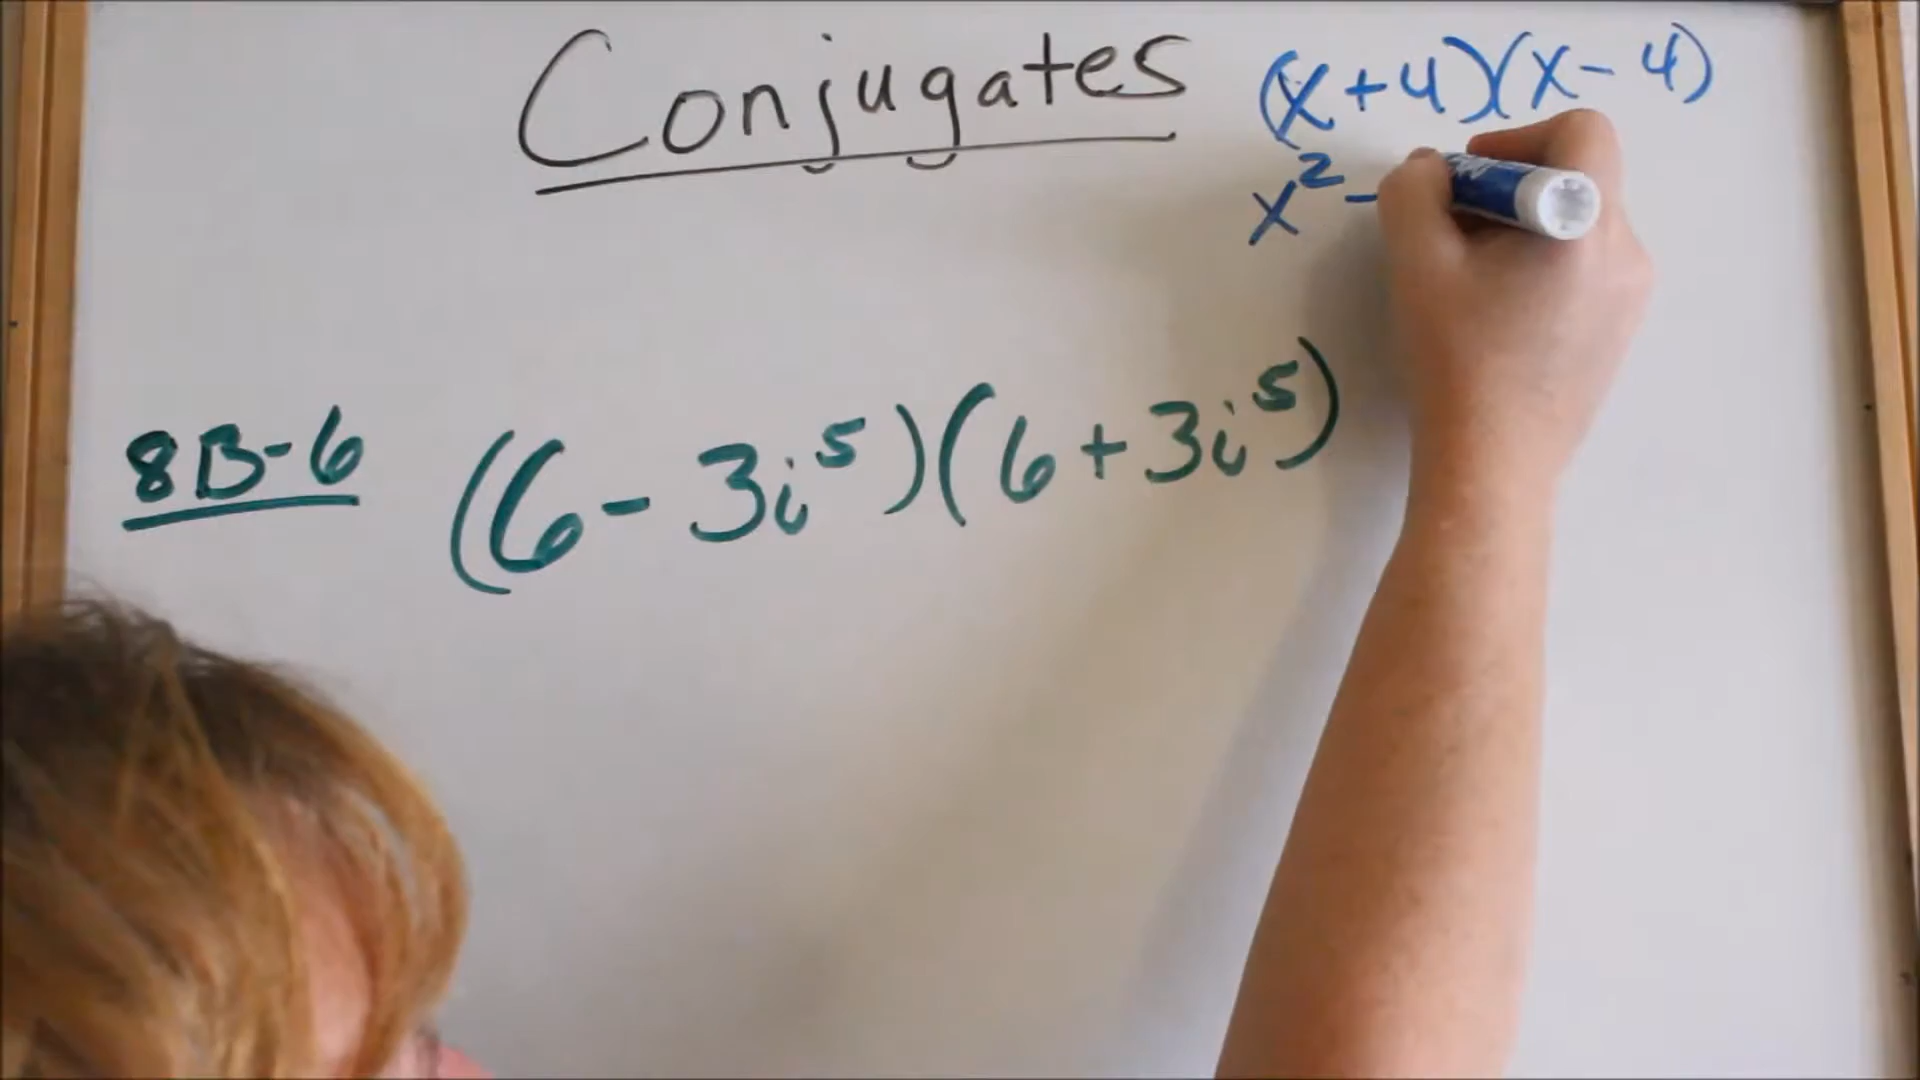 Conjugates
(x+4)(x-4)
x²-
8B-6 (6-3i⁵)(6+3i⁵)